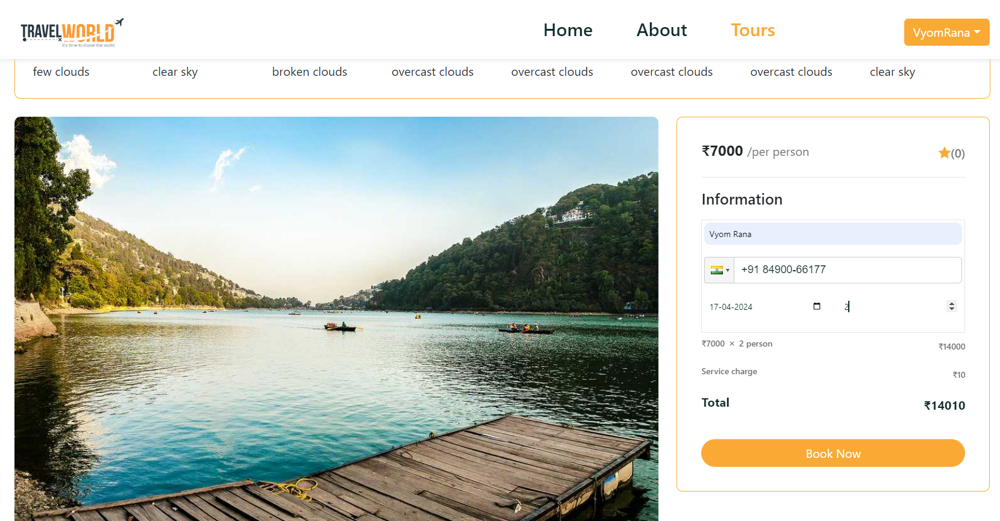 TRAVELWORLD
it's time to travel the world
Home About Tours
VyomRana
few clouds clear sky broken clouds overcast clouds overcast clouds overcast clouds overcast clouds clear sky
₹7000 /per person
(0)
Information
Vyom Rana
+91 84900-66177
17-04-2024 2
₹7000 × 2 person ₹14000
Service charge ₹10
Total ₹14010
Book Now